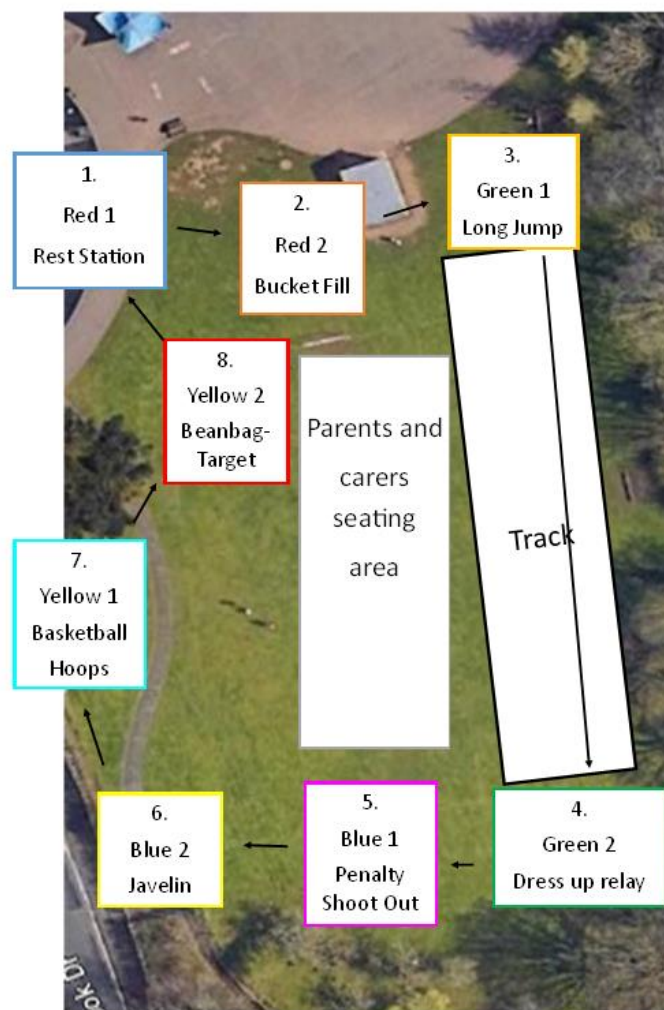 1.
Red 1
Rest Station
2.
Red 2
Bucket Fill
3.
Green 1
Long Jump
8.
Yellow 2
Beanbag-
Target
Parents and
carers
seating
area
Track
7.
Yellow 1
Basketball
Hoops
6.
Blue 2
Javelin
5.
Blue 1
Penalty
Shoot Out
4.
Green 2
Dress up relay